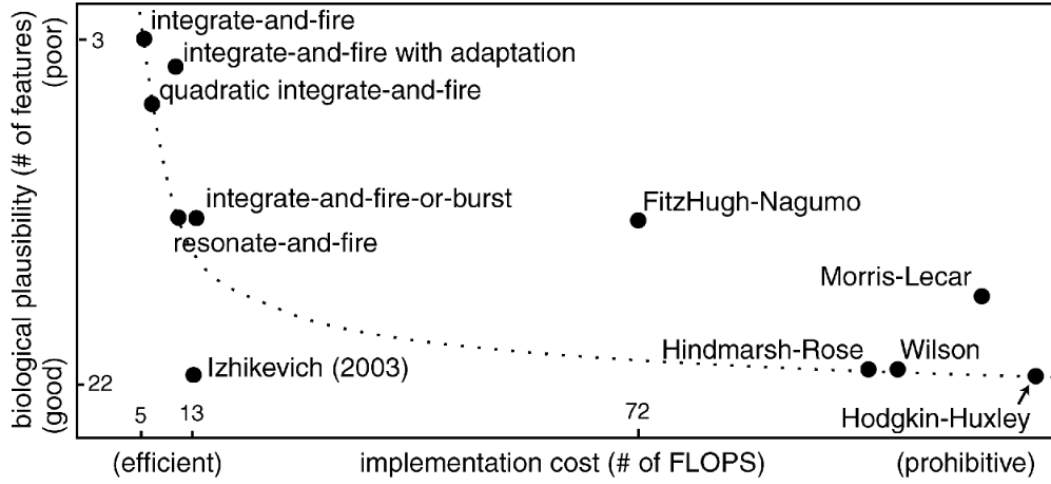 biological plausibility (# of features)
(poor)
(good)
3
22
integrate-and-fire
integrate-and-fire with adaptation
quadratic integrate-and-fire
integrate-and-fire-or-burst
resonate-and-fire
FitzHugh-Nagumo
Morris-Lecar
Hindmarsh-Rose
Wilson
Izhikevich (2003)
Hodgkin-Huxley
5
13
72
(efficient)
implementation cost (# of FLOPS)
(prohibitive)